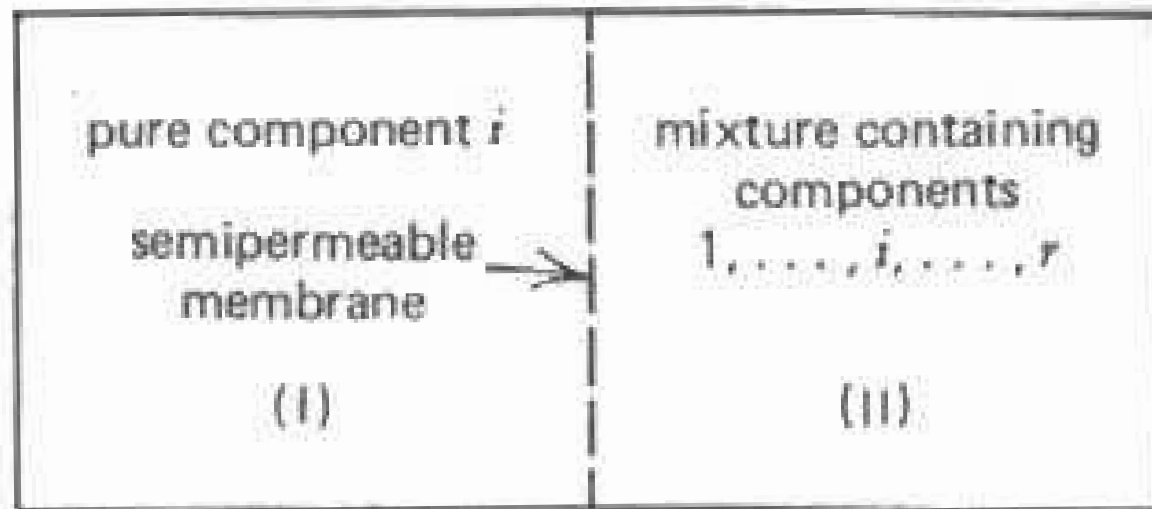 pure component i
semipermeable
membrane
(I)
mixture containing
components
1, . . . , i, . . . , r
(II)